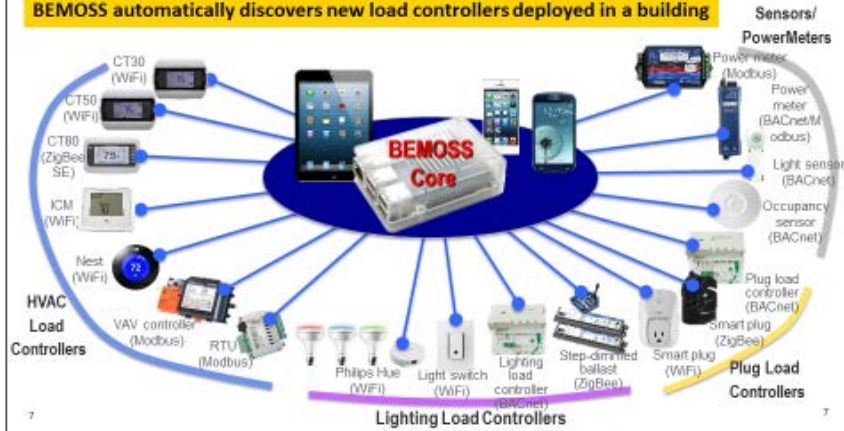 BEMOSS automatically discovers new load controllers deployed in a building
Sensors/
PowerMeters
CT30
(WiFi)
CT50
(WiFi)
CT80
(ZigBee
SE)
ICM
(WiFi)
Nest
(WiFi)
72
HVAC
Load
Controllers
VAV controller
(Modbus)
RTU
(Modbus)
BEMOSS
Core
Power meter
(Modbus)
Power
meter
(BACnet/M
odbus)
Light sensor
(BACnet)
Occupancy
sensor
(BACnet)
Plug load
controller
(BACnet)
Smart plug
(ZigBee)
Smart plug
(WiFi)
Plug Load
Controllers
Philips Hue
(WiFi)
Light switch
(WiFi)
Lighting
load
controller
(BACnet)
Step-dimmed
ballast
(ZigBee)
Lighting Load Controllers
7
7